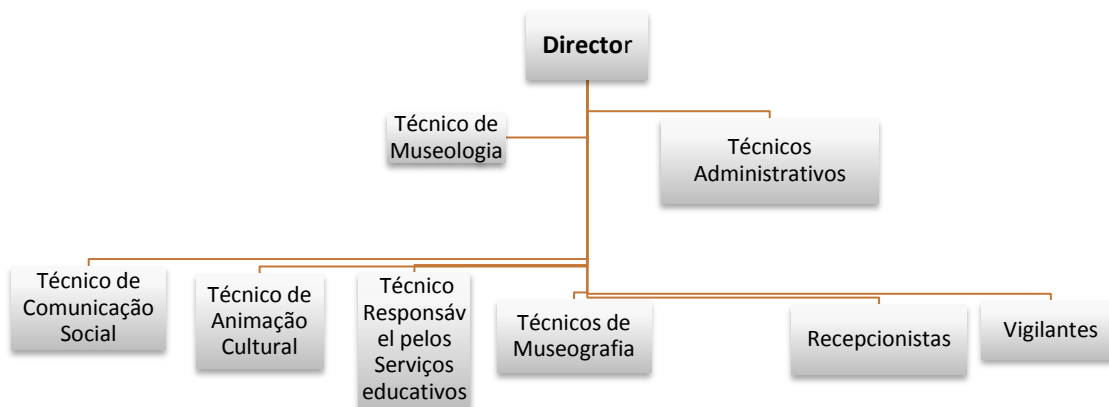 Director
Técnico de
Museologia
Técnicos
Administrativos
Técnico de
Comunicação
Social
Técnico de
Animação
Cultural
Técnico
Responsáv
el pelos
Serviços
educativos
Técnicos de
Museografia
Recepcionistas
Vigilantes